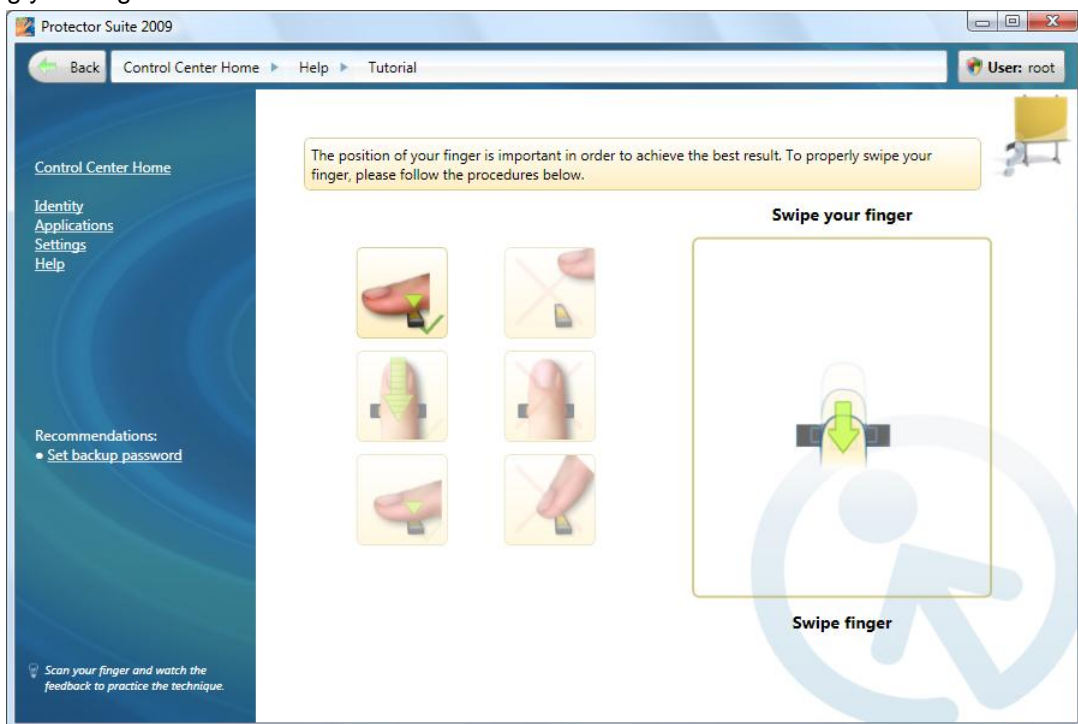 Protector Suite 2009
Back
Control Center Home
Help
Tutorial
User: root
Control Center Home
Identity
Applications
Settings
Help
Recommendations:
Set backup password
Scan your finger and watch the
feedback to practice the technique.
The position of your finger is important in order to achieve the best result. To properly swipe your
finger, please follow the procedures below.
Swipe your finger
Swipe finger